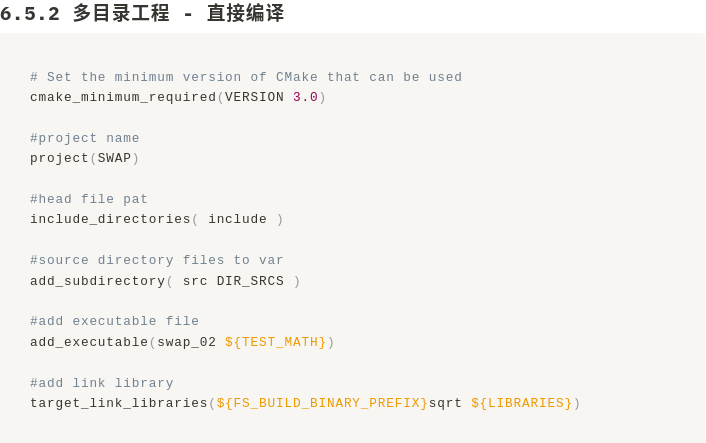 6.5.2 多目录工程 - 直接编译
# Set the minimum version of CMake that can be used
cmake_minimum_required(VERSION 3.0)
#project name
project(SWAP)
#head file pat
include_directories( include )
#source directory files to var
add_subdirectory( src DIR_SRCS )
#add executable file
add_executable(swap_02 ${TEST_MATH})
#add link library
target_link_libraries(${FS_BUILD_BINARY_PREFIX}sqrt ${LIBRARIES})